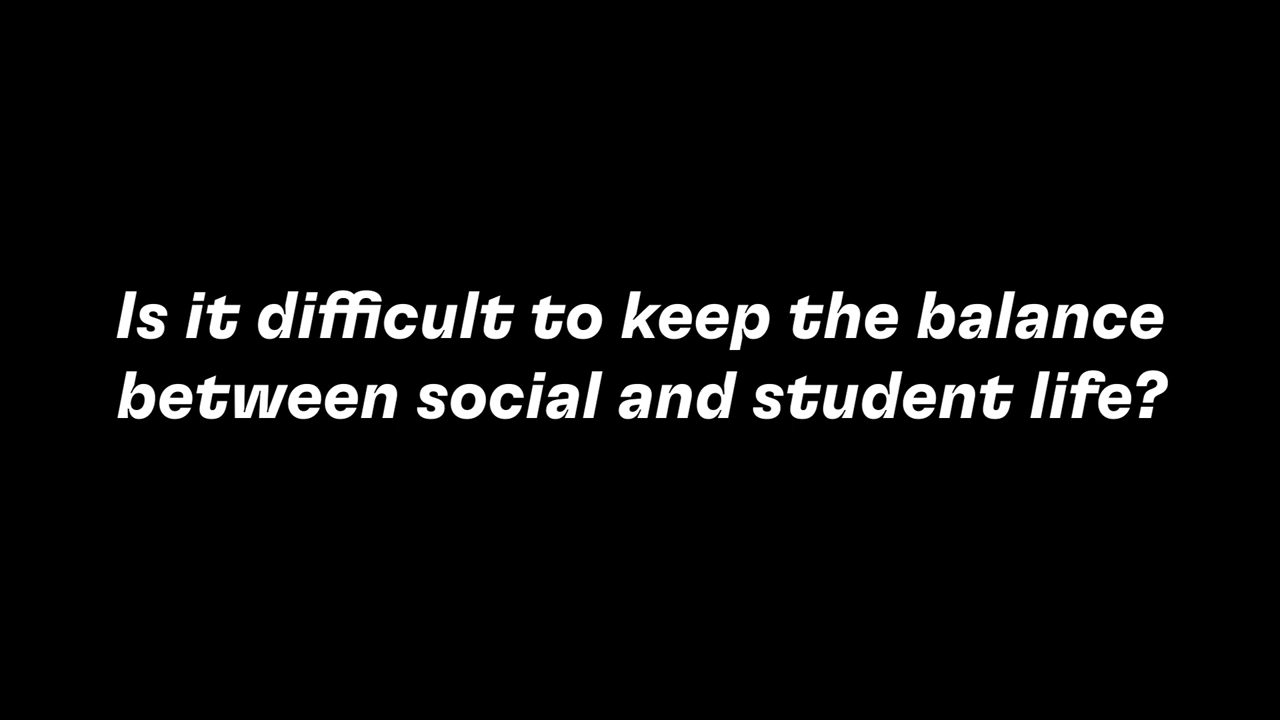 Is it difficult to keep the balance
between social and student life?